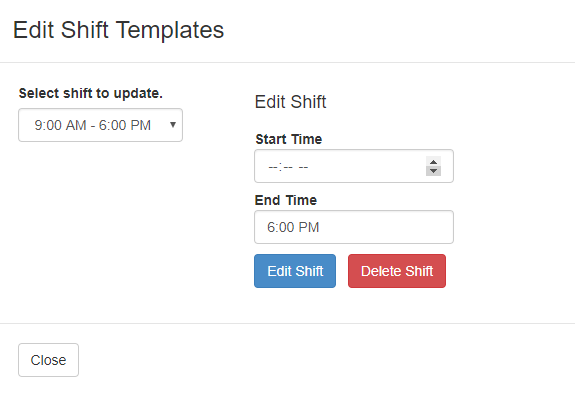 Edit Shift Templates
Select shift to update.
9:00 AM - 6:00 PM
Edit Shift
Start Time
--:-- --
End Time
6:00 PM
Edit Shift
Delete Shift
Close